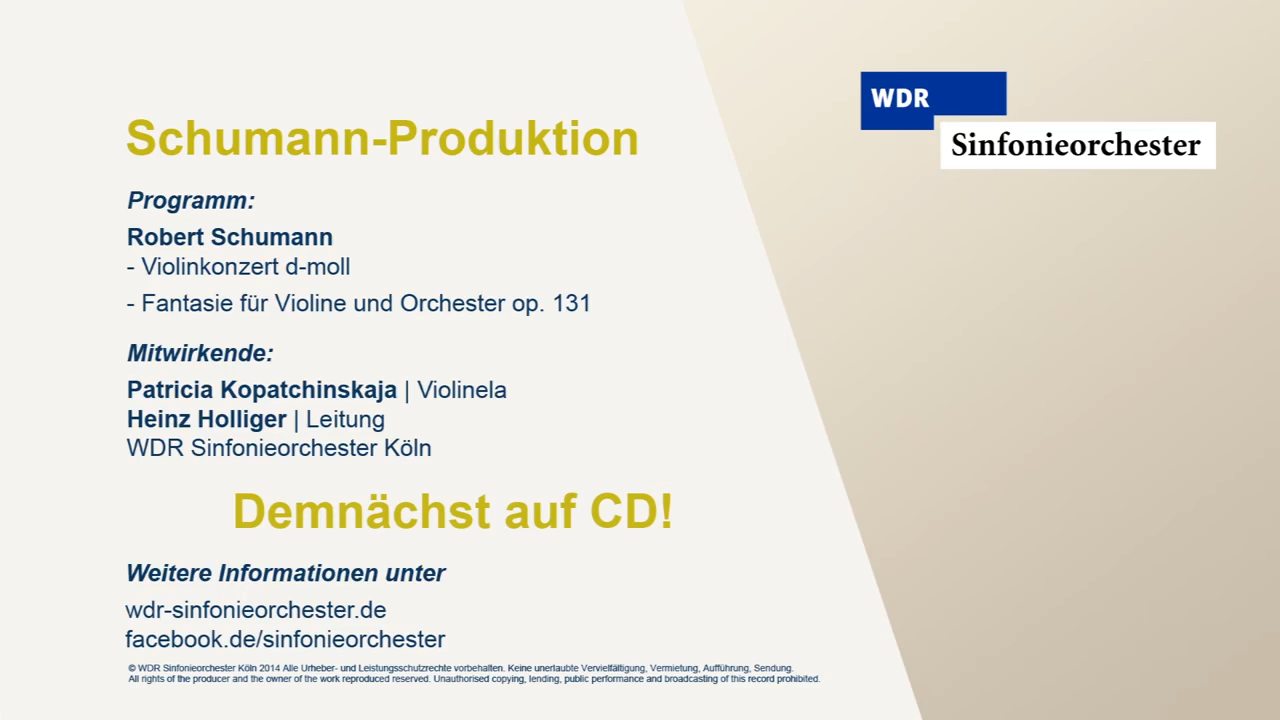 WDR
Sinfonieorchester
Schumann-Produktion
Programm:
Robert Schumann
- Violinkonzert d-moll
- Fantasie für Violine und Orchester op. 131
Mitwirkende:
Patricia Kopatchinskaja | Violinela
Heinz Holliger | Leitung
WDR Sinfonieorchester Köln
Demnächst auf CD!
Weitere Informationen unter
wdr-sinfonieorchester.de
facebook.de/sinfonieorchester
© WDR Sinfonieorchester Köln 2014 Alle Urheber- und Leistungsschutzrechte vorbehalten. Keine unerlaubte Vervielfältigung, Vermietung, Aufführung, Sendung.
All rights of the producer and the owner of the work reproduced reserved. Unauthorised copying, lending, public performance and broadcasting of this record prohibited.